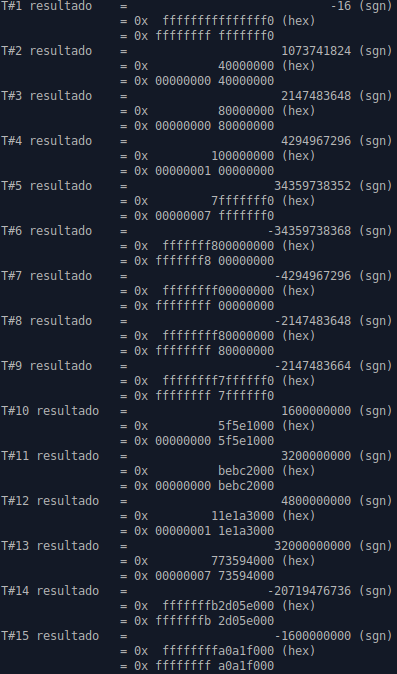 T#1 resultado    =                             -16 (sgn)
                 = 0x  fffffffffffffff0 (hex)
                 = 0x ffffffff fffffff0
T#2 resultado    =                      1073741824 (sgn)
                 = 0x          40000000 (hex)
                 = 0x 00000000 40000000
T#3 resultado    =                      2147483648 (sgn)
                 = 0x          80000000 (hex)
                 = 0x 00000000 80000000
T#4 resultado    =                      4294967296 (sgn)
                 = 0x         100000000 (hex)
                 = 0x 00000001 00000000
T#5 resultado    =                     34359738352 (sgn)
                 = 0x         7fffffff0 (hex)
                 = 0x 00000007 fffffff0
T#6 resultado    =                    -34359738368 (sgn)
                 = 0x  fffffff800000000 (hex)
                 = 0x fffffff8 00000000
T#7 resultado    =                     -4294967296 (sgn)
                 = 0x  ffffffff00000000 (hex)
                 = 0x ffffffff 00000000
T#8 resultado    =                     -2147483648 (sgn)
                 = 0x  ffffffff80000000 (hex)
                 = 0x ffffffff 80000000
T#9 resultado    =                     -2147483664 (sgn)
                 = 0x  ffffffff7ffffff0 (hex)
                 = 0x ffffffff 7ffffff0
T#10 resultado   =                      1600000000 (sgn)
                 = 0x          5f5e1000 (hex)
                 = 0x 00000000 5f5e1000
T#11 resultado   =                      3200000000 (sgn)
                 = 0x          bebc2000 (hex)
                 = 0x 00000000 bebc2000
T#12 resultado   =                      4800000000 (sgn)
                 = 0x         11e1a3000 (hex)
                 = 0x 00000001 1e1a3000
T#13 resultado   =                     32000000000 (sgn)
                 = 0x         773594000 (hex)
                 = 0x 00000007 73594000
T#14 resultado   =                    -20719476736 (sgn)
                 = 0x  fffffffb2d05e000 (hex)
                 = 0x fffffffb 2d05e000
T#15 resultado   =                     -1600000000 (sgn)
                 = 0x  ffffffffa0a1f000 (hex)
                 = 0x ffffffff a0a1f000